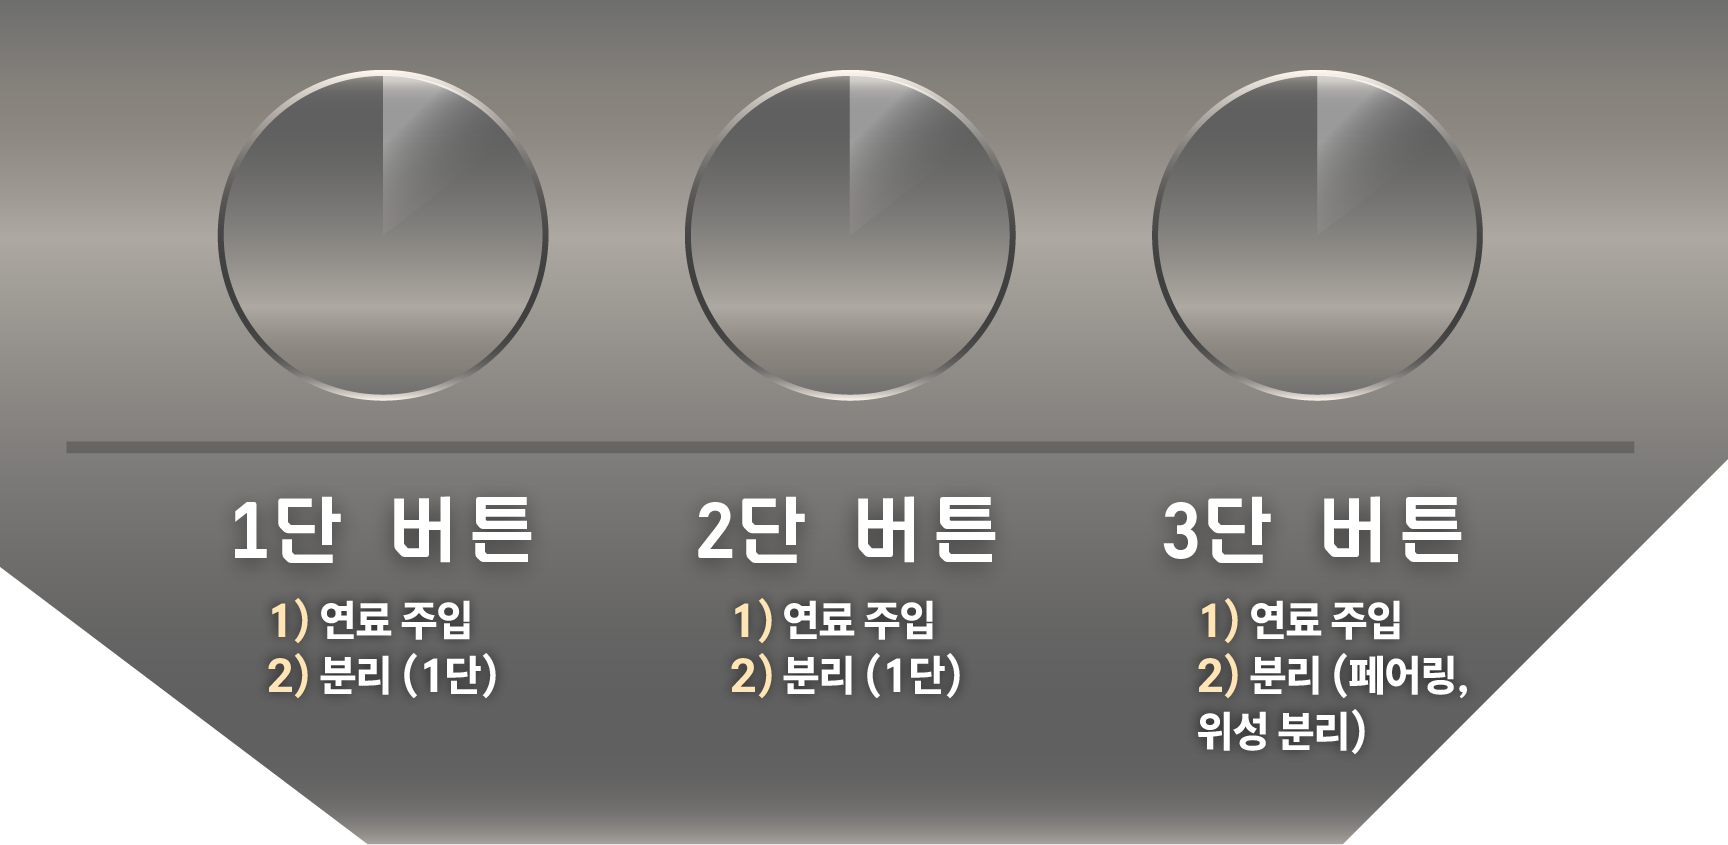 1단 버튼
1) 연료 주입
2) 분리 (1단)
2단 버튼
1) 연료 주입
2) 분리 (1단)
3단 버튼
1) 연료 주입
2) 분리 (페어링,
위성 분리)